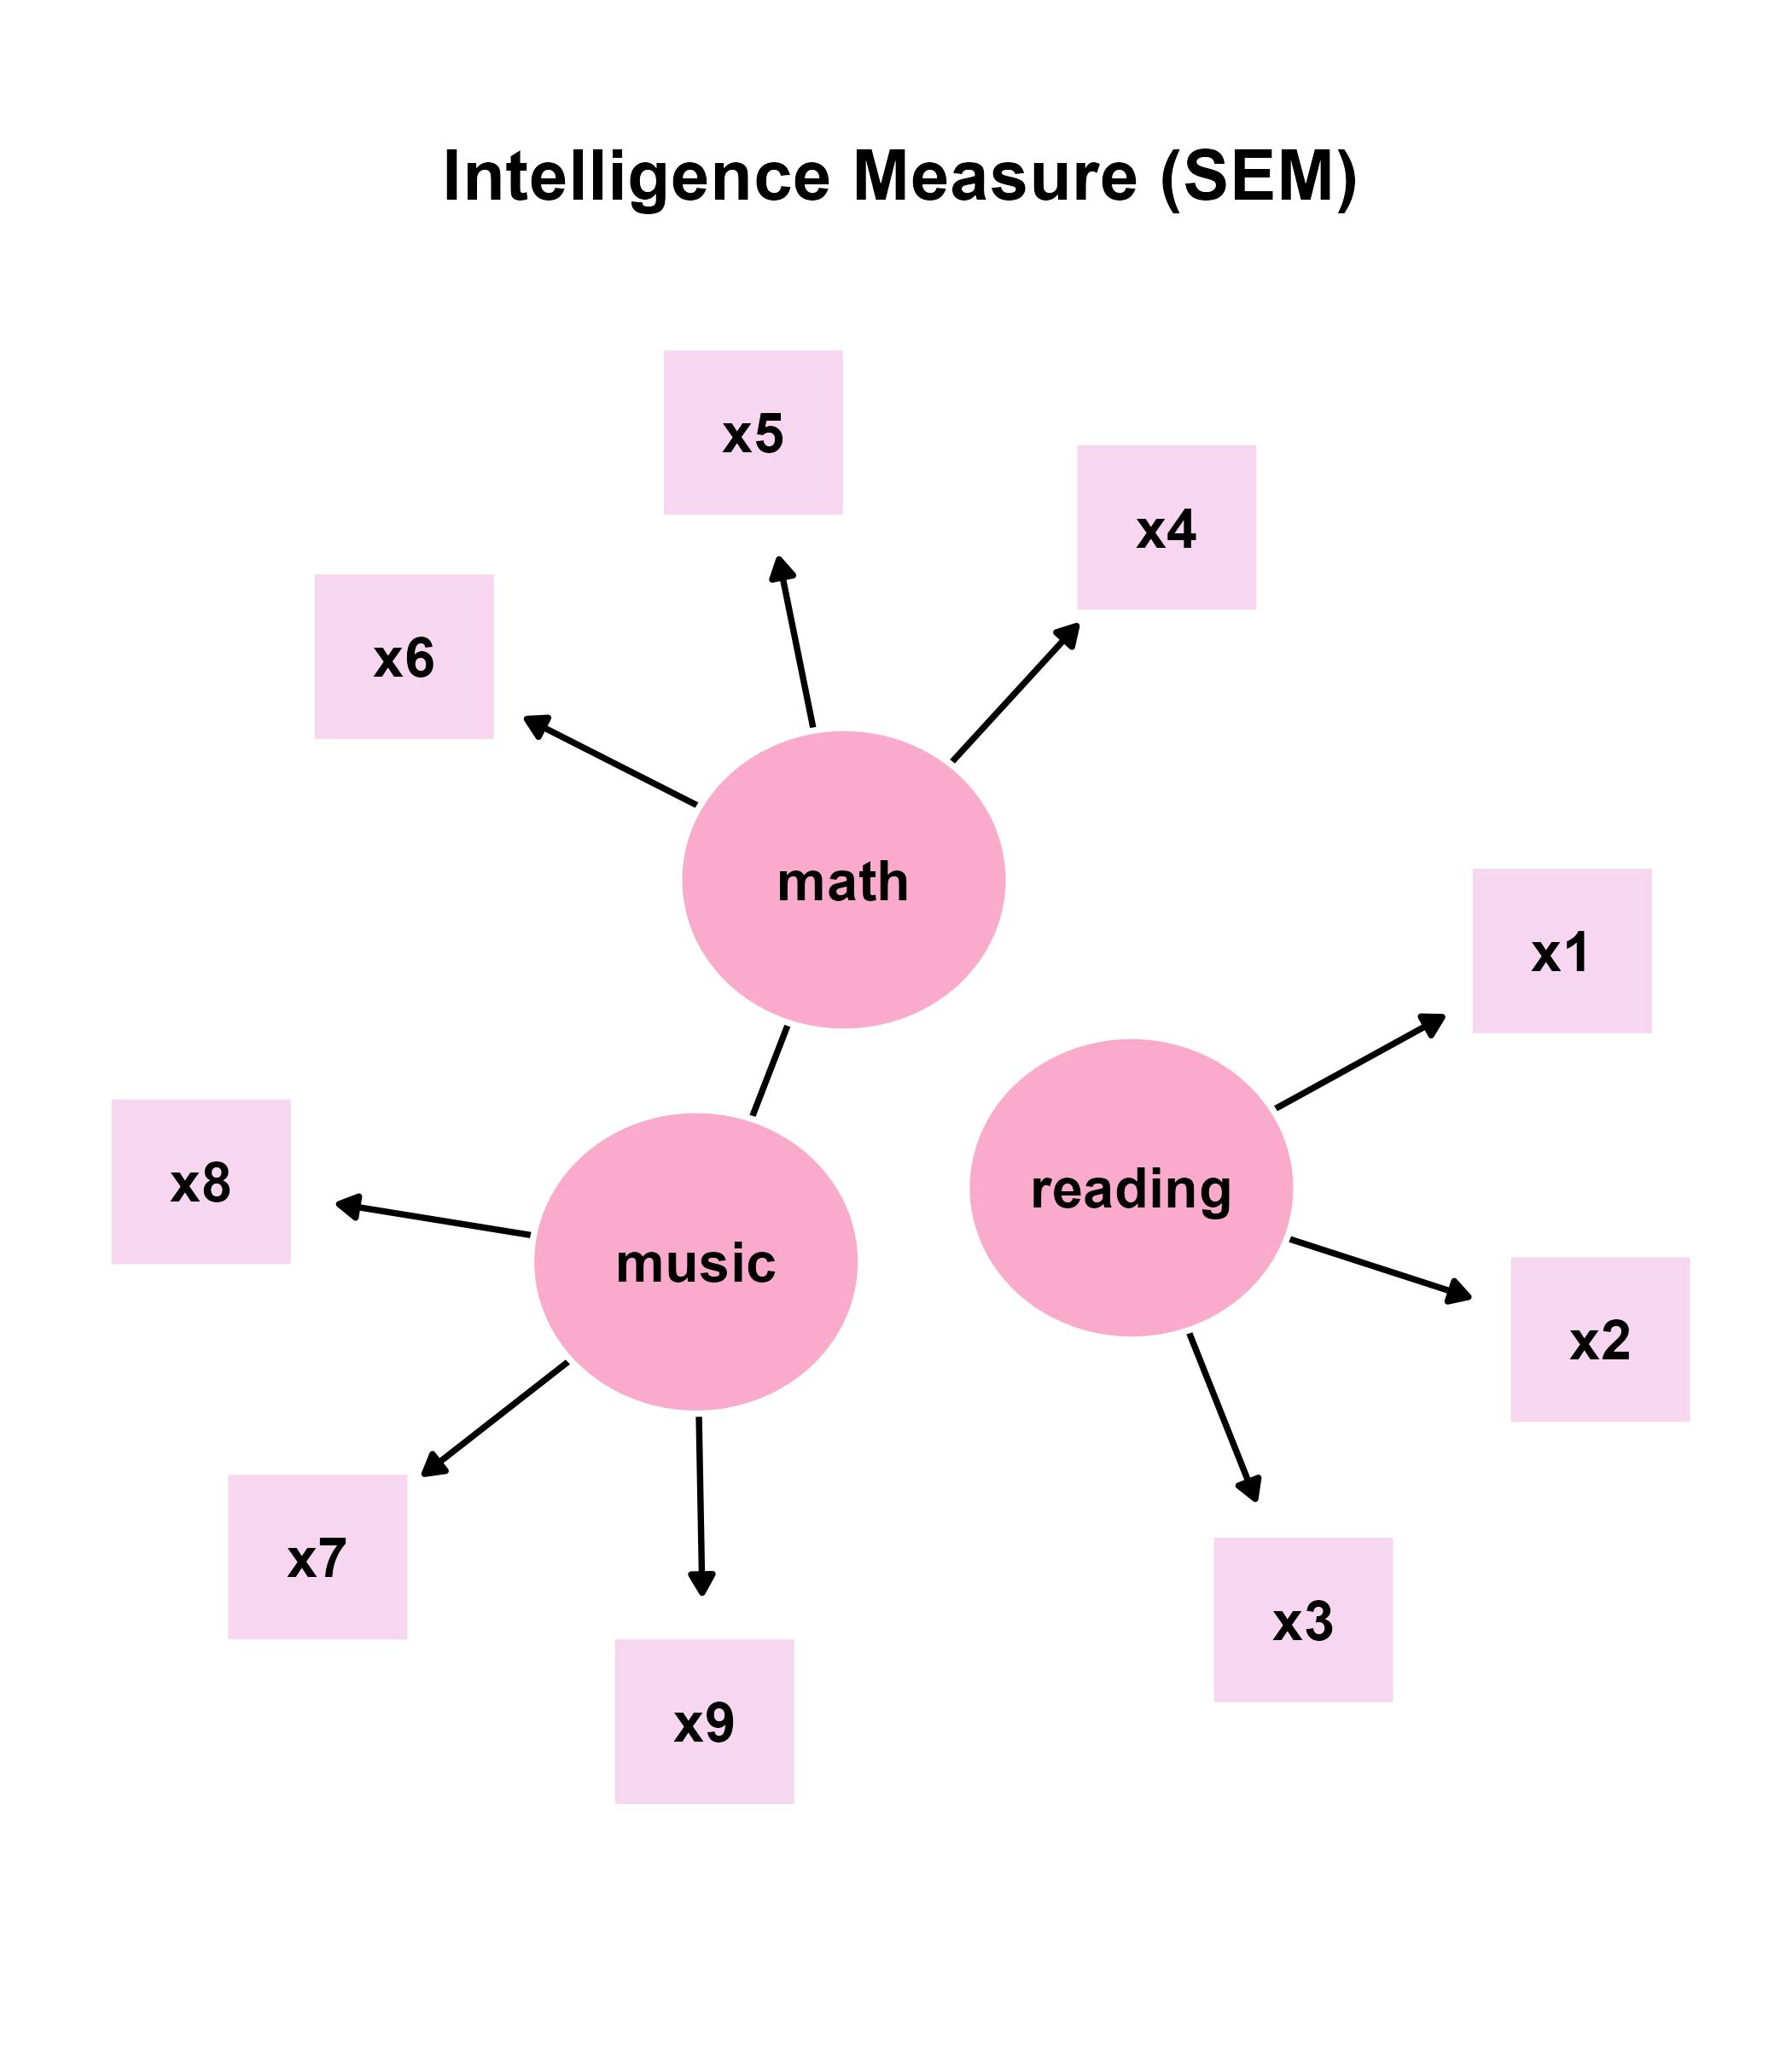 Intelligence Measure (SEM)
x5
x4
x6
math
x1
x8
reading
music
x2
x7
x3
x9